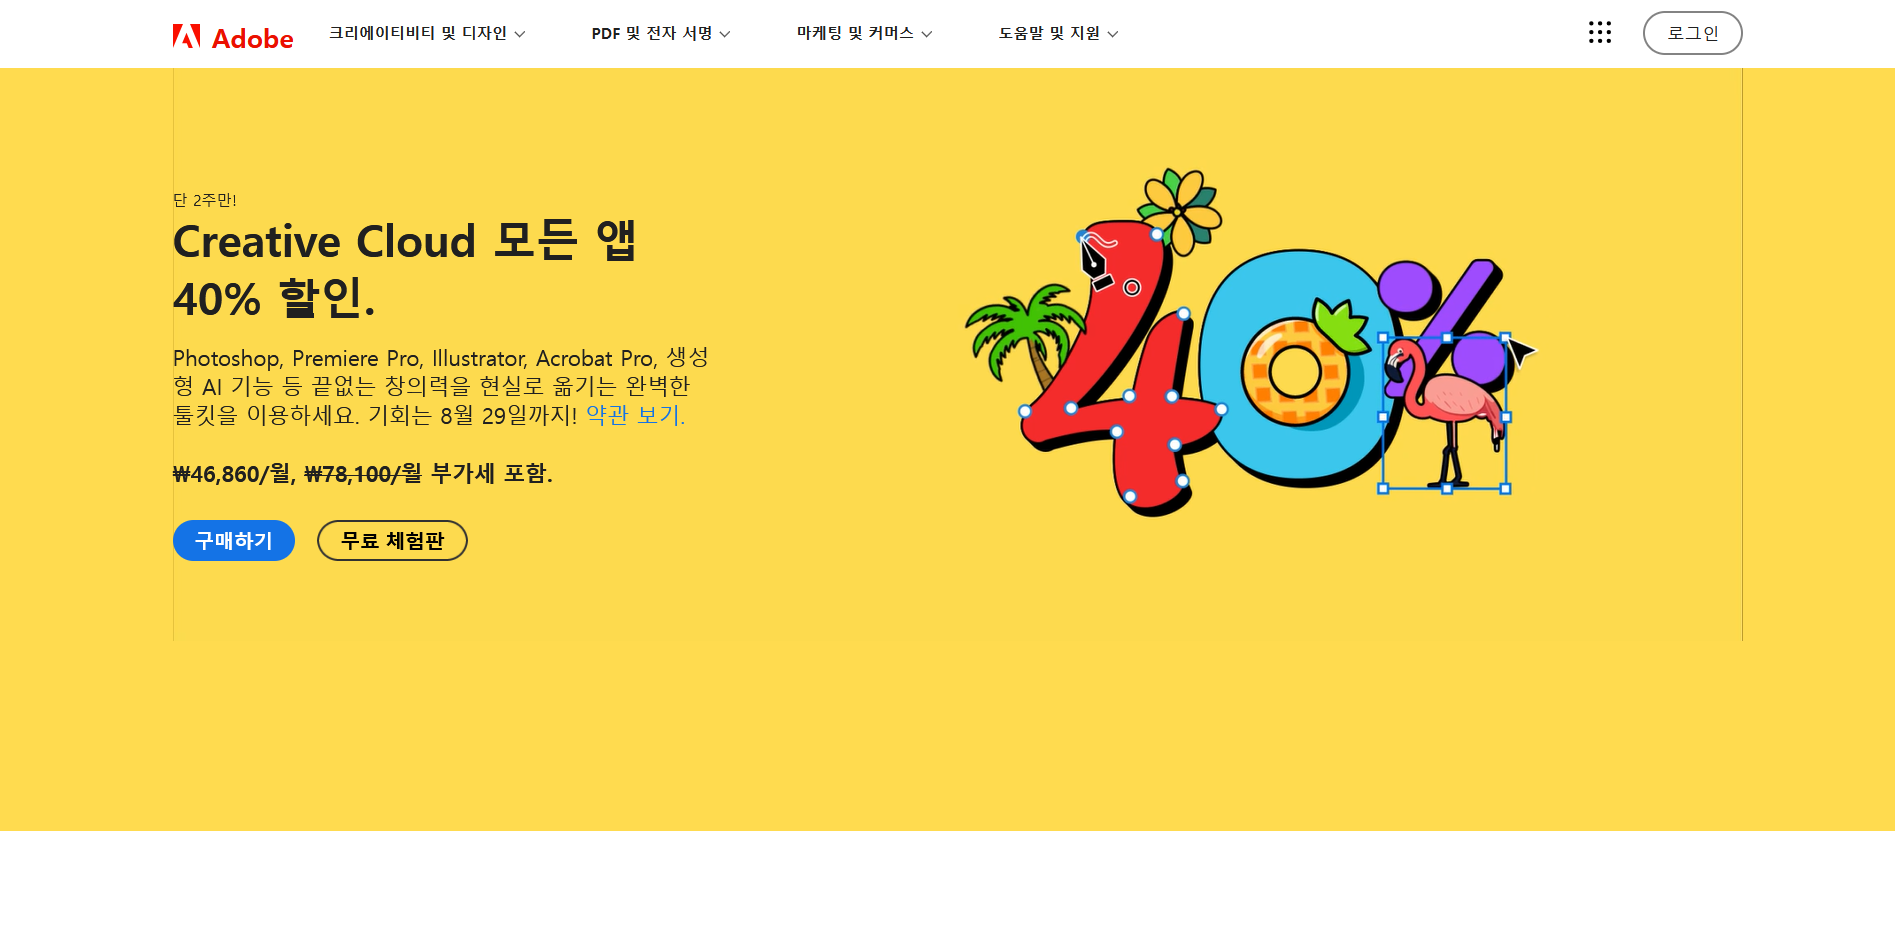 Adobe
크리에이티비티 및 디자인
PDF 및 전자 서명
마케팅 및 커머스
도움말 및 지원
로그인
단 2주만!
Creative Cloud 모든 앱
40% 할인.
Photoshop, Premiere Pro, Illustrator, Acrobat Pro, 생성
형 AI 기능 등 끝없는 창의력을 현실로 옮기는 완벽한
툴킷을 이용하세요. 기회는 8월 29일까지! 약관 보기.
₩46,860/월, ₩78,100/월 부가세 포함.
구매하기
무료 체험판
40%